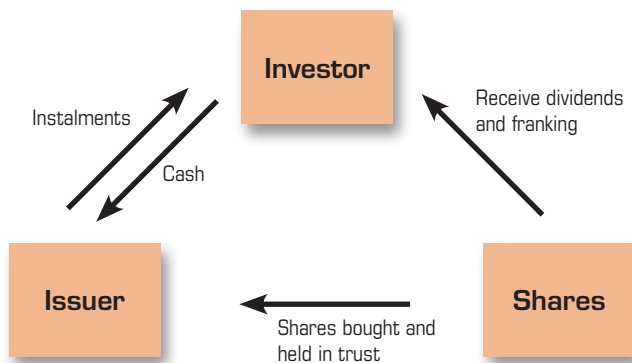 Investor
Receive dividends
and franking
Instalments
Cash
Issuer
Shares
Shares bought and
held in trust